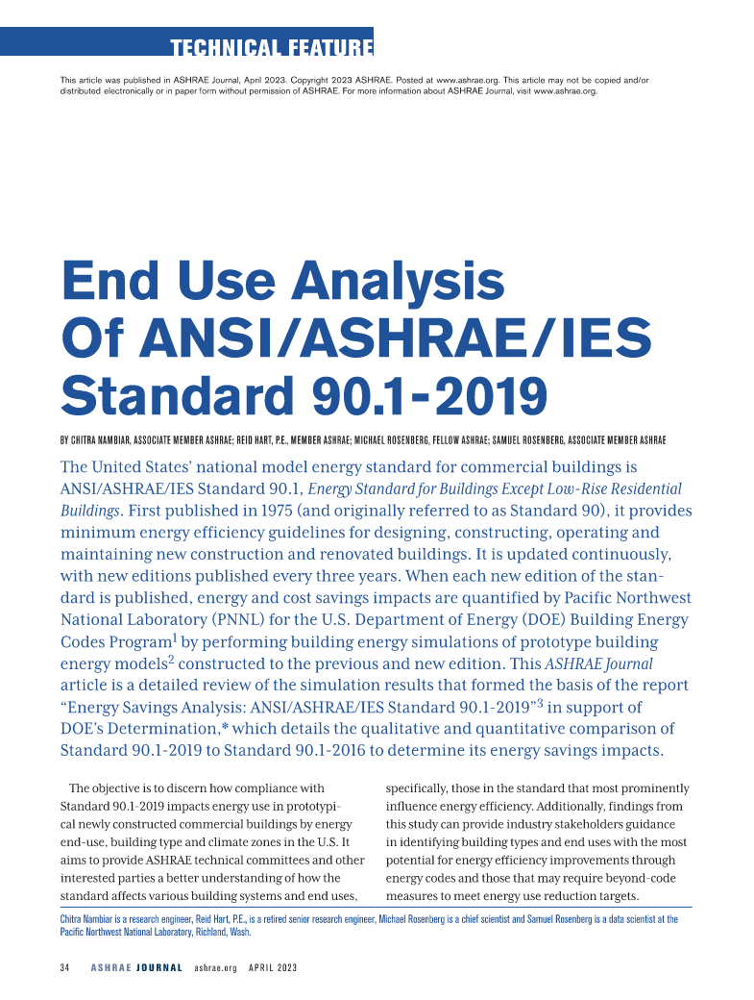 TECHNICAL FEATURE
This article was published in ASHRAE Journal, April 2023. Copyright 2023 ASHRAE. Posted at www.ashrae.org. This article may not be copied and/or
distributed electronically or in paper form without permission of ASHRAE. For more information about ASHRAE Journal, visit www.ashrae.org.
End Use Analysis
Of ANSI/ASHRAE/IES
Standard 90.1-2019
BY CHITRA NAMBIAR, ASSOCIATE MEMBER ASHRAE; REID HART, P.E., MEMBER ASHRAE; MICHAEL ROSENBERG, FELLOW ASHRAE; SAMUEL ROSENBERG, ASSOCIATE MEMBER ASHRAE
The United States’ national model energy standard for commercial buildings is
ANSI/ASHRAE/IES Standard 90.1, Energy Standard for Buildings Except Low-Rise Residential
Buildings. First published in 1975 (and originally referred to as Standard 90), it provides
minimum energy efficiency guidelines for designing, constructing, operating and
maintaining new construction and renovated buildings. It is updated continuously,
with new editions published every three years. When each new edition of the stan-
dard is published, energy and cost savings impacts are quantified by Pacific Northwest
National Laboratory (PNNL) for the U.S. Department of Energy (DOE) Building Energy
Codes Program1 by performing building energy simulations of prototype building
energy models2 constructed to the previous and new edition. This ASHRAE Journal
article is a detailed review of the simulation results that formed the basis of the report
“Energy Savings Analysis: ANSI/ASHRAE/IES Standard 90.1-2019”3 in support of
DOE’s Determination,* which details the qualitative and quantitative comparison of
Standard 90.1-2019 to Standard 90.1-2016 to determine its energy savings impacts.
The objective is to discern how compliance with
Standard 90.1-2019 impacts energy use in prototypi-
cal newly constructed commercial buildings by energy
end-use, building type and climate zones in the U.S. It
aims to provide ASHRAE technical committees and other
interested parties a better understanding of how the
standard affects various building systems and end uses,
specifically, those in the standard that most prominently
influence energy efficiency. Additionally, findings from
this study can provide industry stakeholders guidance
in identifying building types and end uses with the most
potential for energy efficiency improvements through
energy codes and those that may require beyond-code
measures to meet energy use reduction targets.
Chitra Nambiar is a research engineer, Reid Hart, P.E., is a retired senior research engineer, Michael Rosenberg is a chief scientist and Samuel Rosenberg is a data scientist at the
Pacific Northwest National Laboratory, Richland, Wash.
34 ASHRAE JOURNAL ashrae.org APRIL 2023